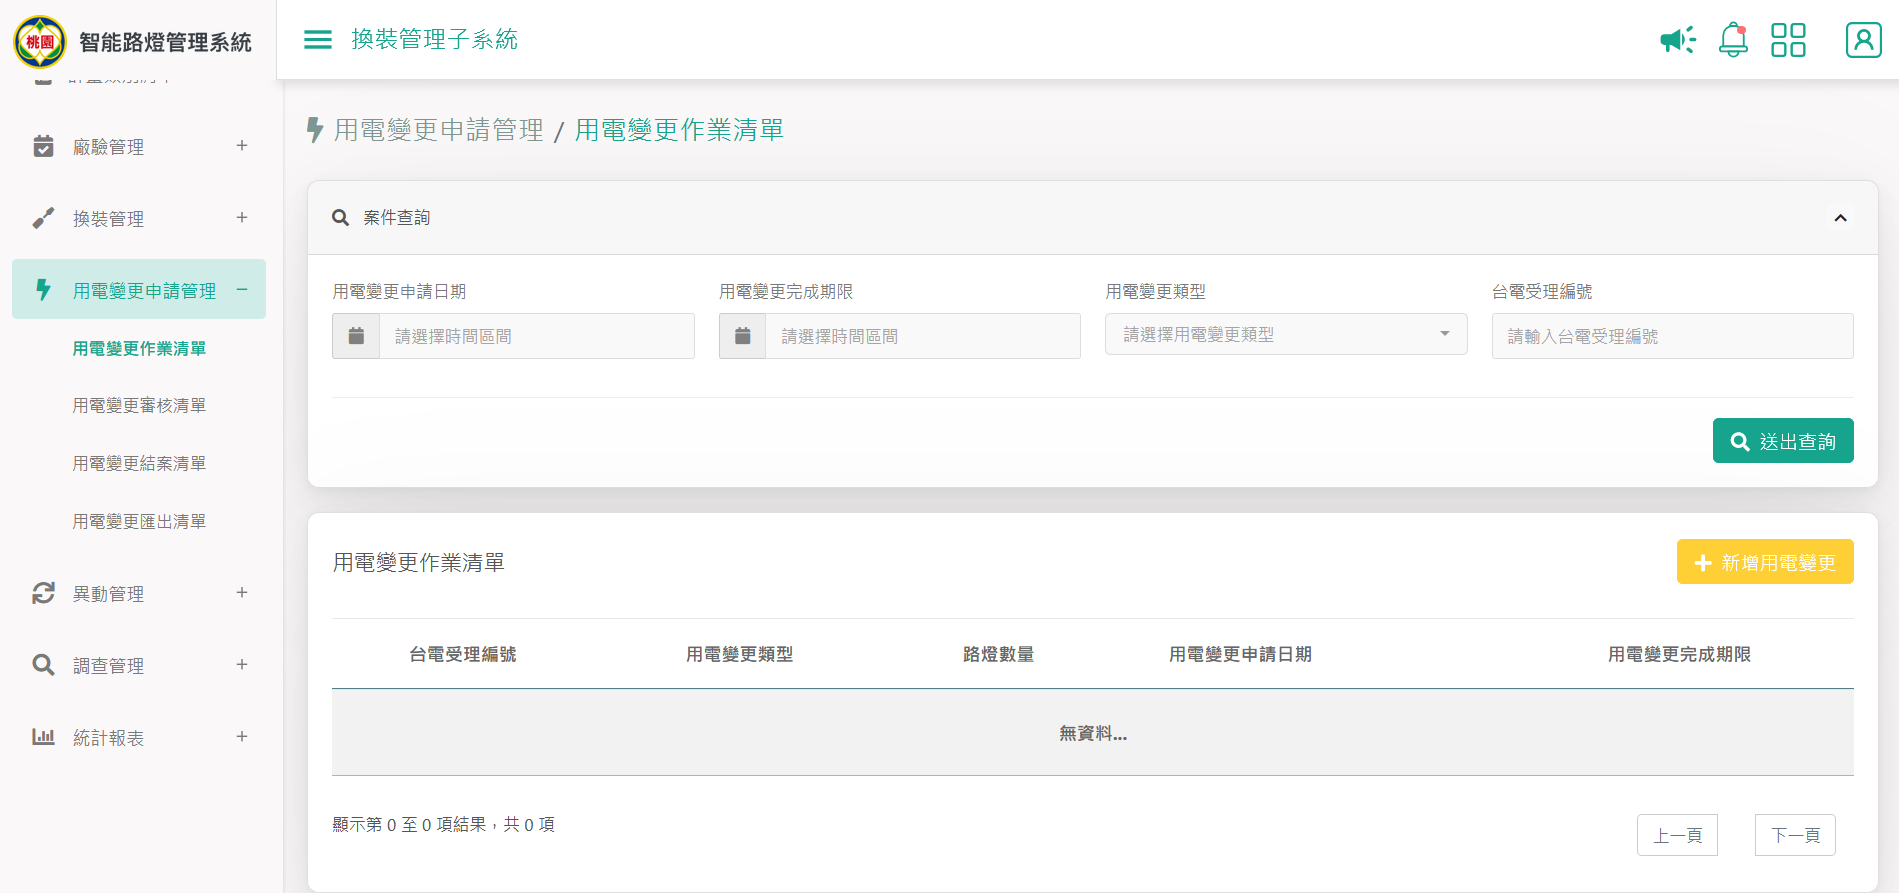 桃園
智能路燈管理系統
換裝管理子系統
廠驗管理
換裝管理
用電變更申請管理
用電變更作業清單
用電變更審核清單
用電變更結案清單
用電變更匯出清單
異動管理
調查管理
統計報表
用電變更申請管理 / 用電變更作業清單
案件查詢
用電變更申請日期
用電變更完成期限
用電變更類型
台電受理編號
請選擇時間區間
請選擇時間區間
請選擇用電變更類型
請輸入台電受理編號
送出查詢
用電變更作業清單
新增用電變更
台電受理編號 用電變更類型 路燈數量 用電變更申請日期 用電變更完成期限
無資料...
顯示第 0 至 0 項結果，共 0 項
上一頁
下一頁